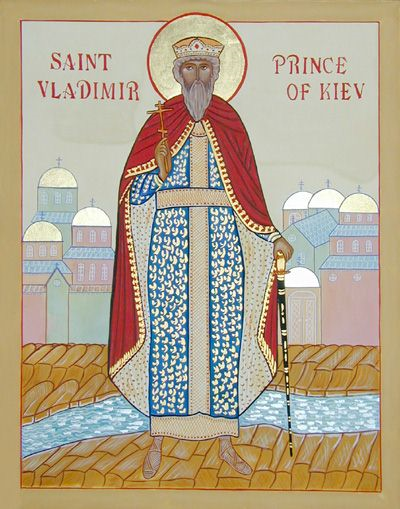 SAINT
VLADIMIR
PRINCE
OF KIEV